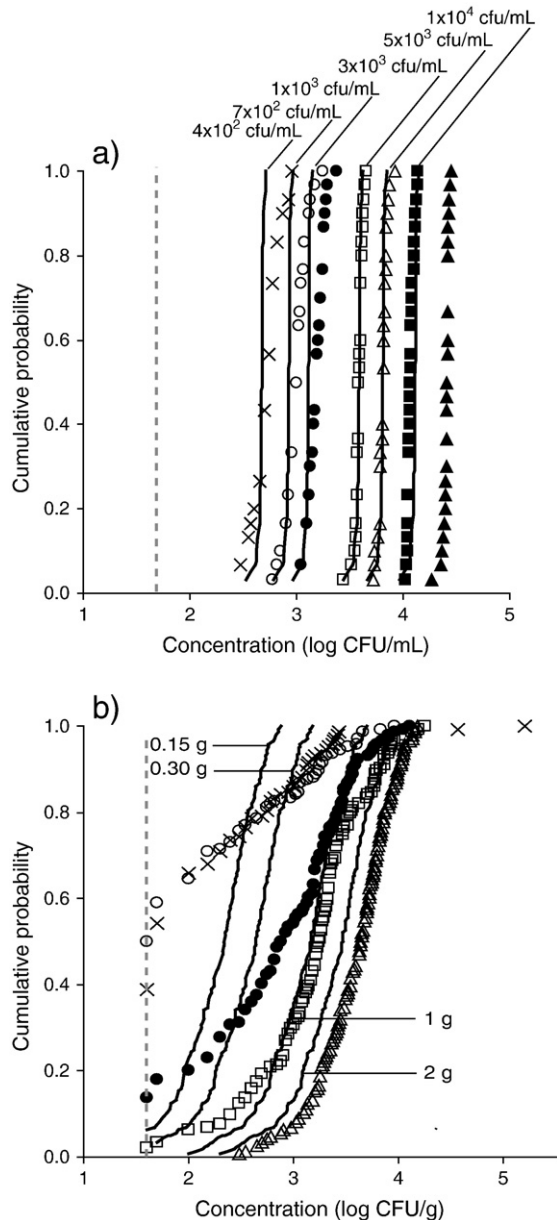 1x10⁴ cfu/mL
5x10³ cfu/mL
3x10³ cfu/mL
1x10³ cfu/mL
7x10² cfu/mL
4x10² cfu/mL
a)
1.0
0.8
0.6
0.4
0.2
0.0
Cumulative probability
1 2 3 4 5
Concentration (log CFU/mL)
b)
1.0
0.8
0.6
0.4
0.2
0.0
Cumulative probability
0.15 g
0.30 g
1 g
2 g
1 2 3 4 5
Concentration (log CFU/g)